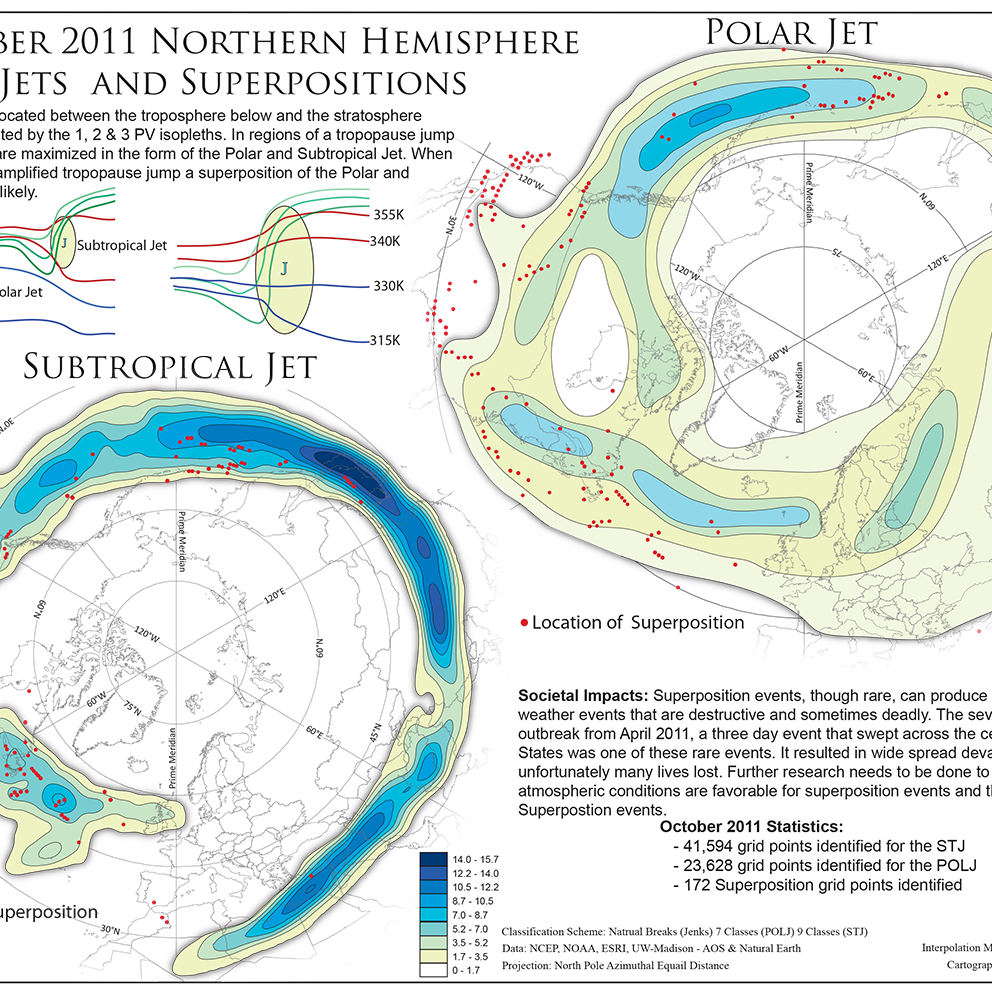 BER 2011 NORTHERN HEMISPHERE
JETS AND SUPERPOSITIONS
ocated between the troposphere below and the stratosphere
ted by the 1, 2 & 3 PV isopleths. In regions of a tropopause jump
are maximized in the form of the Polar and Subtropical Jet. When
amplified tropopause jump a superposition of the Polar and
likely.
J
Subtropical Jet
olar Jet
J
355K
340K
330K
315K
POLAR JET
120°W
30°N
Prime Meridian
60°N
75°
120°W
120°E
60°W
60°E
Prime Meridian
SUBTROPICAL JET
Prime Meridian
60°N
120°W
120°E
60°N
60°W
75°N
60°E
45°N
Prime Meridian
30°N
uperposition
Location of Superposition
Societal Impacts: Superposition events, though rare, can produce
weather events that are destructive and sometimes deadly. The sev
outbreak from April 2011, a three day event that swept across the ce
States was one of these rare events. It resulted in wide spread deva
unfortunately many lives lost. Further research needs to be done to
atmospheric conditions are favorable for superposition events and th
Superpostion events.
October 2011 Statistics:
- 41,594 grid points identified for the STJ
- 23,628 grid points identified for the POLJ
- 172 Superposition grid points identified
14.0 - 15.7
12.2 - 14.0
10.5 - 12.2
8.7 - 10.5
7.0 - 8.7
5.2 - 7.0
3.5 - 5.2
1.7 - 3.5
0 - 1.7
Classification Scheme: Natrual Breaks (Jenks) 7 Classes (POLJ) 9 Classes (STJ)
Data: NCEP, NOAA, ESRI, UW-Madison - AOS & Natural Earth
Projection: North Pole Azimuthal Equail Distance
Interpolation M
Cartograp